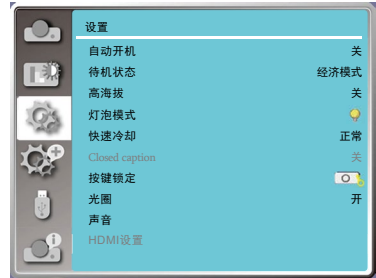 设置
自动开机 关
待机状态 经济模式
高海拔 关
灯泡模式
快速冷却 正常
Closed caption 关
按键锁定
光圈 开
声音
HDMI设置